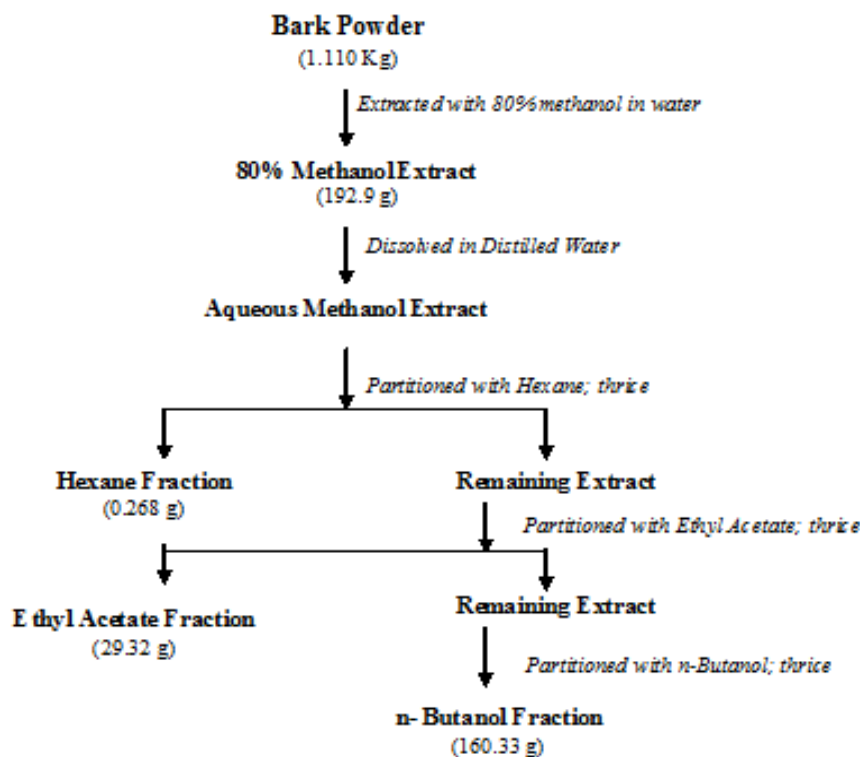 Bark Powder
(1.110 Kg)
Extracted with 80% methanol in water
80% Methanol Extract
(192.9 g)
Dissolved in Distilled Water
Aqueous Methanol Extract
Partitioned with Hexane; thrice
Hexane Fraction
(0.268 g)
Remaining Extract
Partitioned with Ethyl Acetate; thrice
Ethyl Acetate Fraction
(29.32 g)
Remaining Extract
Partitioned with n-Butanol; thrice
n- Butanol Fraction
(160.33 g)